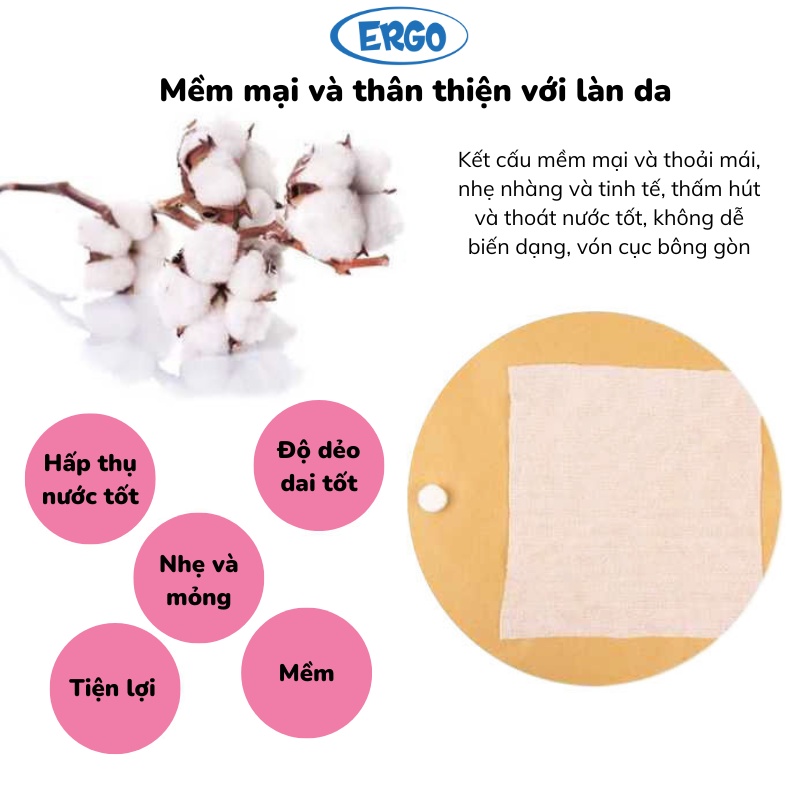 ERGO
Mềm mại và thân thiện với làn da
Kết cấu mềm mại và thoải mái,
nhẹ nhàng và tinh tế, thấm hút
và thoát nước tốt, không dễ
biến dạng, vón cục bông gòn
Hấp thụ
nước tốt
Độ dẻo
dai tốt
Nhẹ và
mỏng
Tiện lợi
Mềm